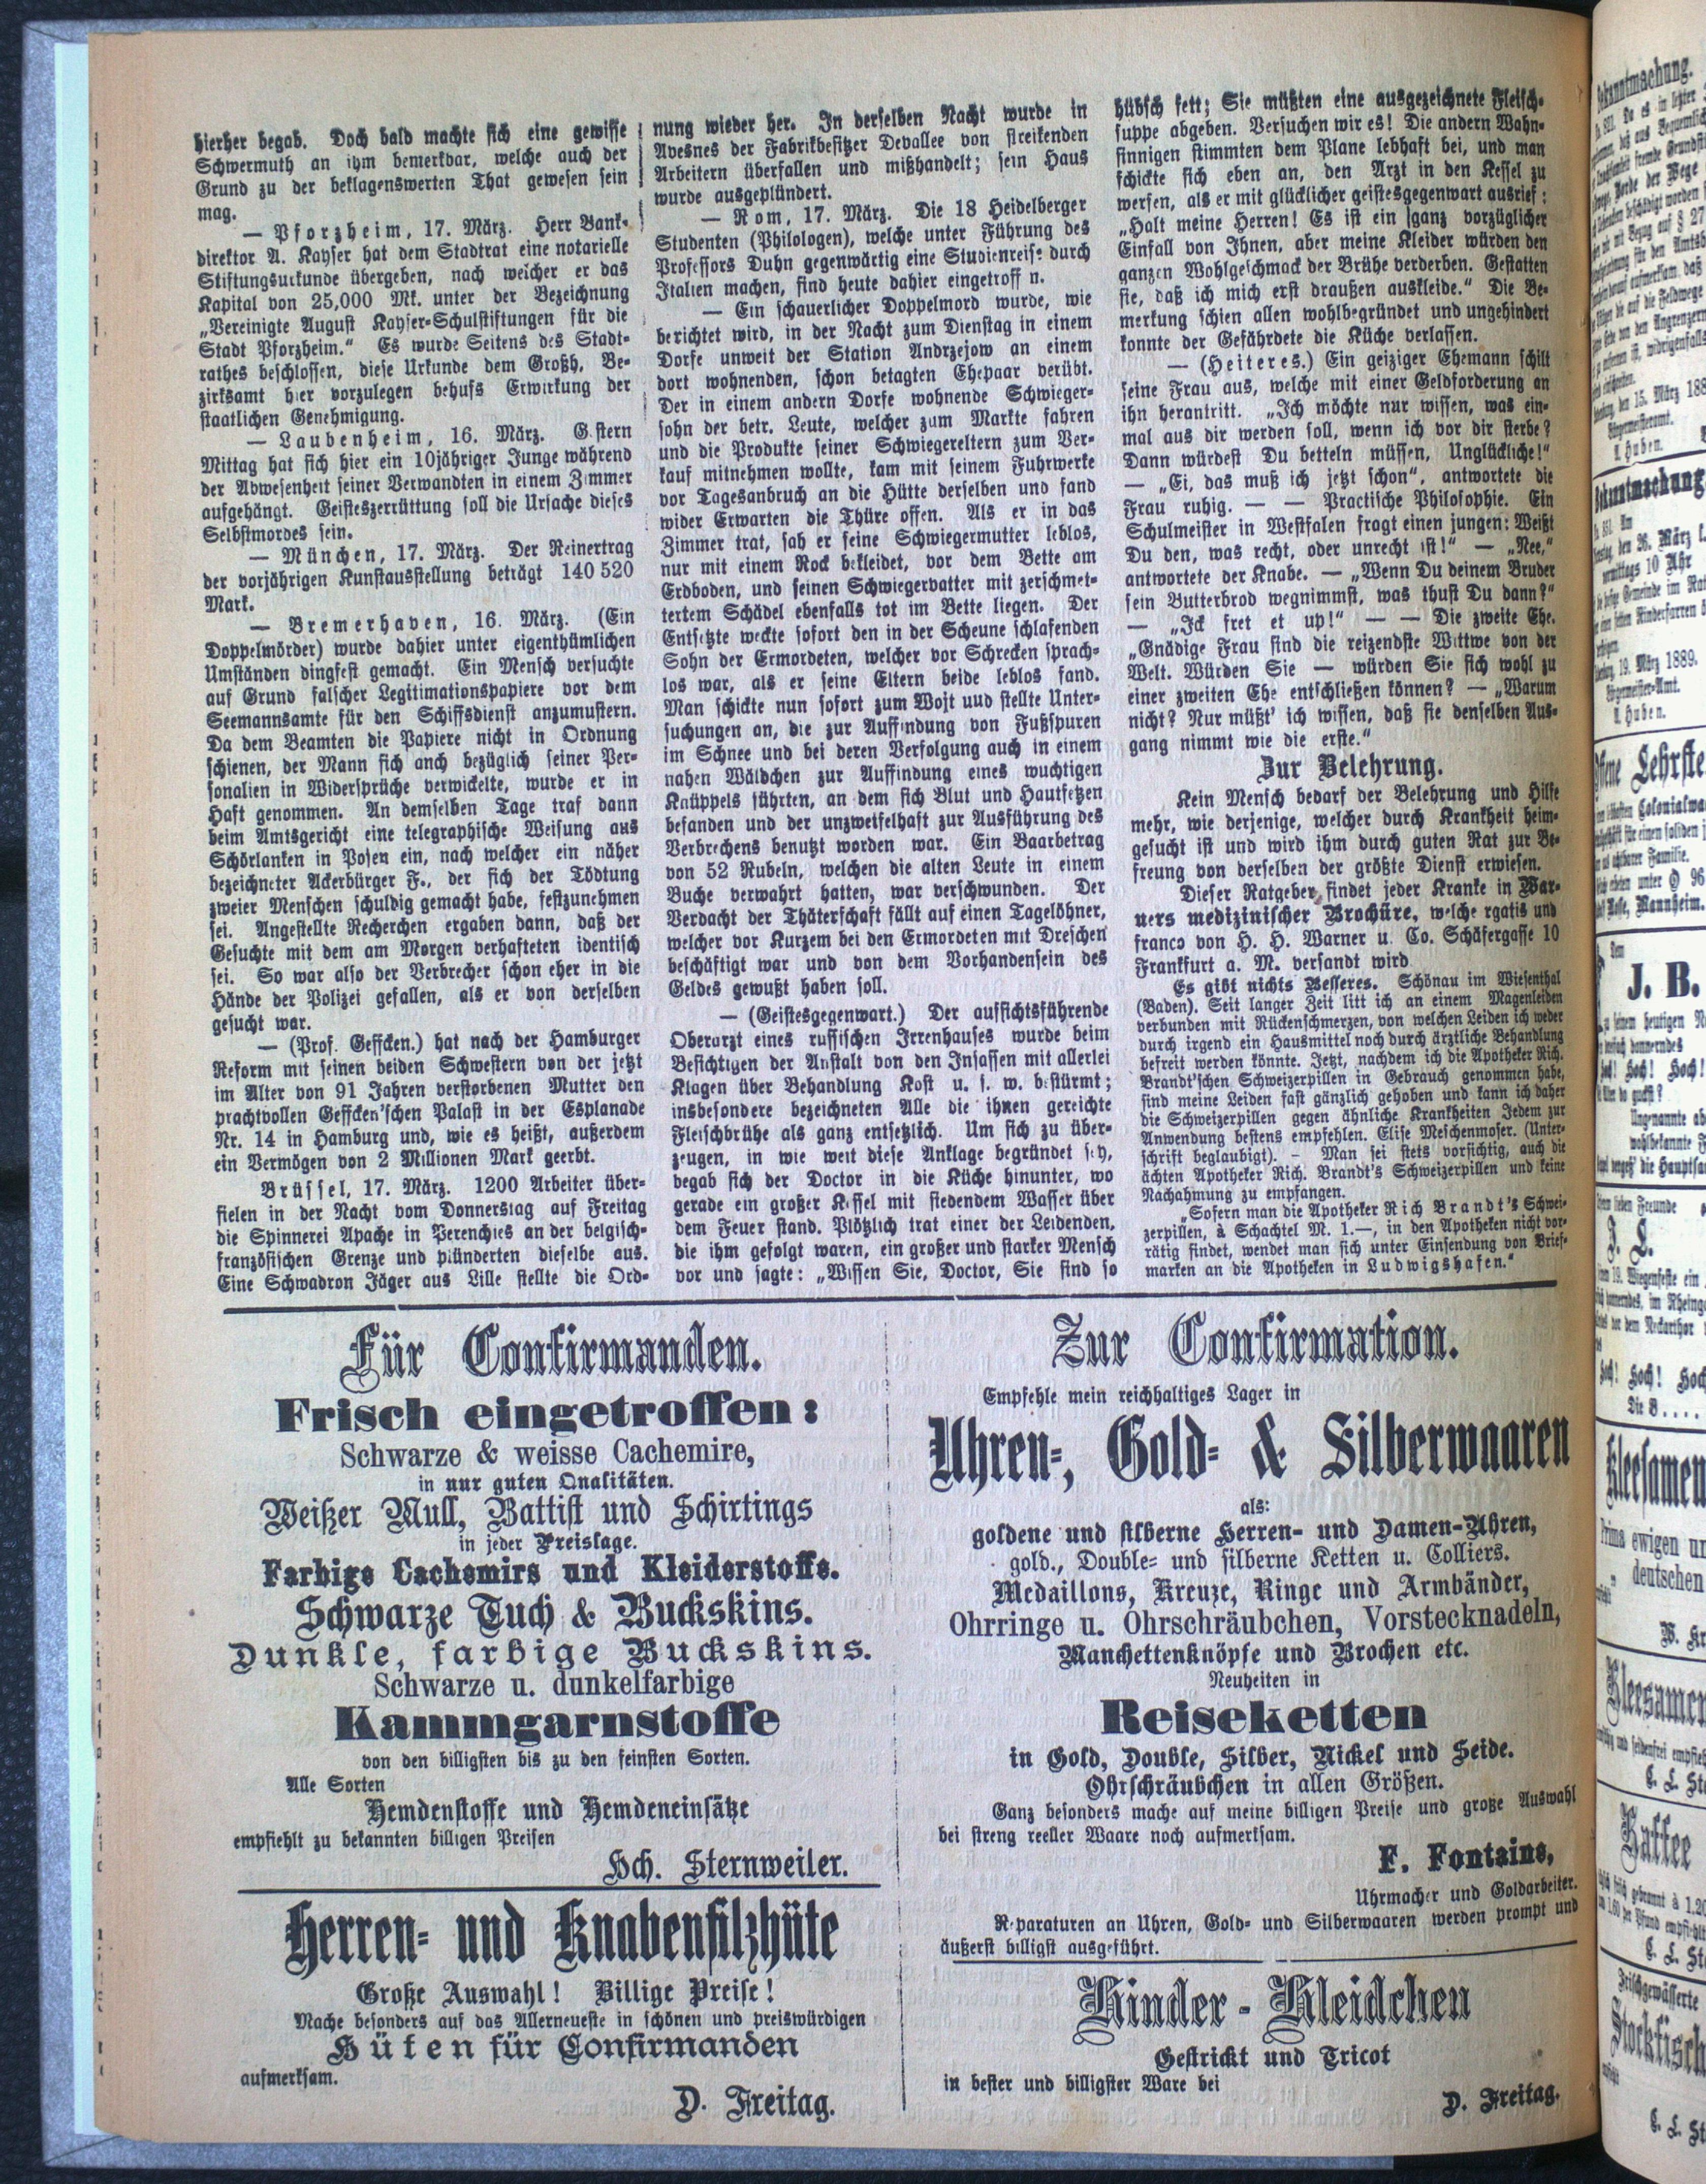 hierher begab. Doch bald machte sich eine gewisse
Schwermuth an ihm bemerkbar, welche auch der
Grund zu der beklagenswerten That gewesen sein
mag.
— Pforzheim, 17. März. Herr Bank-
direktor A. Kayser hat dem Stadtrat eine notarielle
Stiftungsurkunde übergeben, nach welcher er das
Kapital von 25,000 Mk. unter der Bezeichnung
„Vereinigte August Kayser-Schulstiftungen für die
Stadt Pforzheim.“ Es wurde Seitens des Stadt-
rathes beschlossen, diese Urkunde dem Großh. Be-
zirksamt hier vorzulegen behufs Erwirkung der
staatlichen Genehmigung.
— Laubenheim, 16. März. G.stern
Mittag hat sich hier ein 10jähriger Junge während
der Abwesenheit seiner Verwandten in einem Zimmer
aufgehängt. Geisteszerrüttung soll die Ursache dieses
Selbstmordes sein.
— München, 17. März. Der Reinertrag
der vorjährigen Kunstausstellung beträgt 140 520
Mark.
— Bremerhaven, 16. März. (Ein
Doppelmörder) wurde dahier unter eigenthümlichen
Umständen dingfest gemacht. Ein Mensch versuchte
auf Grund falscher Legitimationspapiere vor dem
Seemannsamte für den Schiffsdienst anzumustern.
Da dem Beamten die Papiere nicht in Ordnung
schienen, der Mann sich anch bezüglich seiner Per-
sonalien in Widersprüche verwickelte, wurde er in
Haft genommen. An demselben Tage traf dann
beim Amtsgericht eine telegraphische Weisung aus
Schörlanken in Posen ein, nach welcher ein näher
bezeichneter Ackerbürger F., der sich der Tödtung
zweier Menschen schuldig gemacht habe, festzunehmen
sei. Angestellte Recherchen ergaben dann, daß der
Gesuchte mit dem am Morgen verhafteten identisch
sei. So war also der Verbrecher schon eher in die
Hände der Polizei gefallen, als er von derselben
gesucht war.
— (Prof. Geffcken.) hat nach der Hamburger
Reform mit seinen beiden Schwestern von der jetzt
im Alter von 91 Jahren verstorbenen Mutter den
prachtvollen Geffcken'schen Palast in der Esplanade
Nr. 14 in Hamburg und, wie es heißt, außerdem
ein Vermögen von 2 Millionen Mark geerbt.
Brüssel, 17. März. 1200 Arbeiter über-
fielen in der Nacht vom Donnerstag auf Freitag
die Spinnerei Apache in Perenchies an der belgisch-
französischen Grenze und plünderten dieselbe aus.
Eine Schwadron Jäger aus Lille stellte die Ord-
nung wieder her. In derselben Nacht wurde in
Avesnes der Fabrikbesitzer Devallee von streikenden
Arbeitern überfallen und mißhandelt; sein Haus
wurde ausgeplündert.
— Rom, 17. März. Die 18 Heidelberger
Studenten (Philologen), welche unter Führung des
Professors Duhn gegenwärtig eine Studienreise durch
Italien machen, sind heute dahier eingetroff n.
— Ein schauerlicher Doppelmord wurde, wie
berichtet wird, in der Nacht zum Dienstag in einem
Dorfe unweit der Station Andrzejow an einem
dort wohnenden, schon betagten Ehepaar verübt.
Der in einem andern Dorfe wohnende Schwieger-
sohn der betr. Leute, welcher zum Markte fahren
und die Produkte seiner Schwiegereltern zum Ver-
kauf mitnehmen wollte, kam mit seinem Fuhrwerke
vor Tagesanbruch an die Hütte derselben und fand
wider Erwarten die Thüre offen. Als er in das
Zimmer trat, sah er seine Schwiegermutter leblos,
nur mit einem Rock bekleidet, vor dem Bette am
Erdboden, und seinen Schwiegervatter mit zerschmet-
tertem Schädel ebenfalls tot im Bette liegen. Der
Entsetzte weckte sofort den in der Scheune schlafenden
Sohn der Ermordeten, welcher vor Schrecken sprach-
los war, als er seine Eltern beide leblos fand.
Man schickte nun sofort zum Wojt uud stellte Unter-
suchungen an, die zur Auffindung von Fußspuren
im Schnee und bei deren Verfolgung auch in einem
nahen Wäldchen zur Auffindung eines wuchtigen
Knüppels führten, an dem sich Blut und Hautfetzen
befanden und der unzweifelhaft zur Ausführung des
Verbrechens benutzt worden war. Ein Baarbetrag
von 52 Rubeln, welchen die alten Leute in einem
Buche verwahrt hatten, war verschwunden. Der
Verdacht der Thäterschaft fällt auf einen Tagelöhner,
welcher vor Kurzem bei den Ermordeten mit Dreschen
beschäftigt war und von dem Vorhandensein des
Geldes gewußt haben soll.
— (Geistesgegenwart.) Der aufsichtsführende
Oberarzt eines russischen Irrenhauses wurde beim
Besichtigen der Anstalt von den Insassen mit allerlei
Klagen über Behandlung Kost u. s. w. bestürmt;
insbesondere bezeichneten Alle die ihnen gereichte
Fleischbrühe als ganz entsetzlich. Um sich zu über-
zeugen, in wie weit diese Anklage begründet sey,
begab sich der Doctor in die Küche hinunter, wo
gerade ein großer Kessel mit siedendem Wasser über
dem Feuer stand. Plötzlich trat einer der Leidenden,
die ihm gefolgt waren, ein großer und starker Mensch
vor und sagte: „Wissen Sie, Doctor, Sie sind so
hübsch fett; Sie müßten eine ausgezeichnete Fleisch-
suppe abgeben. Versuchen wir es! Die andern Wahn-
sinnigen stimmten dem Plane lebhaft bei, und man
schickte sich eben an, den Arzt in den Kessel zu
werfen, als er mit glücklicher geistesgegenwart ausrief:
„Halt meine Herren! Es ist ein ganz vorzüglicher
Einfall von Ihnen, aber meine Kleider würden den
ganzen Wohlgeschmack der Brühe verderben. Gestatten
sie, daß ich mich erst draußen auskleide.“ Die Be-
merkung schien allen wohlbegründet und ungehindert
konnte der Gefährdete die Küche verlassen.
— (Heiteres.) Ein geiziger Ehemann schilt
seine Frau aus, welche mit einer Geldforderung an
ihn herantritt. „Ich möchte nur wissen, was ein-
mal aus dir werden soll, wenn ich vor dir sterbe?
Dann würdest Du betteln müssen, Unglückliche!“
— „Ei, das muß ich jetzt schon“, antwortete die
Frau ruhig. — — Practische Philosophie. Ein
Schulmeister in Westfalen fragt einen jungen: Weißt
Du den, was recht, oder unrecht ist!“ — „Nee,“
antwortete der Knabe. — „Wenn Du deinem Bruder
sein Butterbrod wegnimmst, was thust Du dann?“
— „Ick fret et up!“ — — Die zweite Ehe.
„Gnädige Frau sind die reizendste Wittwe von der
Welt. Würden Sie — würden Sie sich wohl zu
einer zweiten Ehe entschließen können? — „Warum
nicht? Nur müßt' ich wissen, daß sie denselben Aus-
gang nimmt wie die erste.“
Zur Belehrung.
Kein Mensch bedarf der Belehrung und Hilfe
mehr, wie derjenige, welcher durch Krankheit heim-
gesucht ist und wird ihm durch guten Rat zur Be-
freung von derselben der größte Dienst erwiesen.
Dieser Ratgeber findet jeder Kranke in War-
ners medizinischer Brochüre, welche rgatis und
franco von H. H. Warner u. Co. Schäfergasse 10
Frankfurt a. M. versandt wird.
Es gibt nichts Besseres. Schönau im Wiesenthal
(Baden). Seit langer Zeit litt ich an einem Magenleiden
verbunden mit Rückenschmerzen, von welchen Leiden ich weder
durch irgend ein Hausmittel noch durch ärztliche Behandlung
befreit werden könnte. Jetzt, nachdem ich die Apotheker Rich.
Brandt'schen Schweizerpillen in Gebrauch genommen habe,
sind meine Leiden fast gänzlich gehoben und kann ich daher
die Schweizerpillen gegen ähnliche Krankheiten Jedem zur
Anwendung bestens empfehlen. Elise Meschenmoser. (Unter-
schrift beglaubigt). – Man sei stets vorsichtig, auch die
ächten Apotheker Rich. Brandt's Schweizerpillen und keine
Nachahmung zu empfangen.
„Sofern man die Apotheker Rich Brandt's Schwei-
zerpillen, à Schachtel M. 1.—, in den Apotheken nicht vor-
rätig findet, wendet man sich unter Einsendung von Brief-
marken an die Apotheken in Ludwigshafen.“
Für Confirmanden.
Frisch eingetroffen:
Schwarze & weisse Cachemire,
in nur guten Qnalitäten.
Weißer Mull, Battist und Schirtings
in jeder Preislage.
Farbige Cachemirs und Kleiderstoffe.
Schwarze Tuch & Buckskins.
Dunkle, farbige Buckskins.
Schwarze u. dunkelfarbige
Kammgarnstoffe
von den billigsten bis zu den feinsten Sorten.
Alle Sorten
Hemdenstoffe und Hemdeneinsätze
empfiehlt zu bekannten billigen Preisen
Hch. Sternweiler.
Herren- und Knabenfilzhüte
Große Auswahl! Billige Preise!
Mache besonders auf das Allerneueste in schönen und preiswürdigen
Hüten für Confirmanden
aufmerksam.
D. Freitag.
Zur Confirmation.
Empfehle mein reichhaltiges Lager in
Uhren-, Gold- & Silberwaaren
als:
goldene und silberne Herren- und Damen-Uhren,
gold., Double- und silberne Ketten u. Colliers.
Medaillons, Kreuze, Ringe und Armbänder,
Ohrringe u. Ohrschräubchen, Vorstecknadeln,
Manchettenknöpfe und Brochen etc.
Neuheiten in
Reiseketten
in Gold, Double, Silber, Nickel und Seide.
Ohrschräubchen in allen Größen.
Ganz besonders mache auf meine billigen Preise und große Auswahl
bei streng reeller Waare noch aufmerksam.
F. Fontaine,
Uhrmacher und Goldarbeiter.
Reparaturen an Uhren, Gold- und Silberwaaren werden prompt und
äußerst billigst ausgeführt.
Kinder-Kleidchen
Gestrickt und Tricot
in bester und billigster Ware bei
D. Freitag.
Bekanntmachung.
Bekanntmachung
19. März 1889.
J. B.
Hoch! Hoch! Hoch!
Kleesamen
Kaffee
Stockfisch